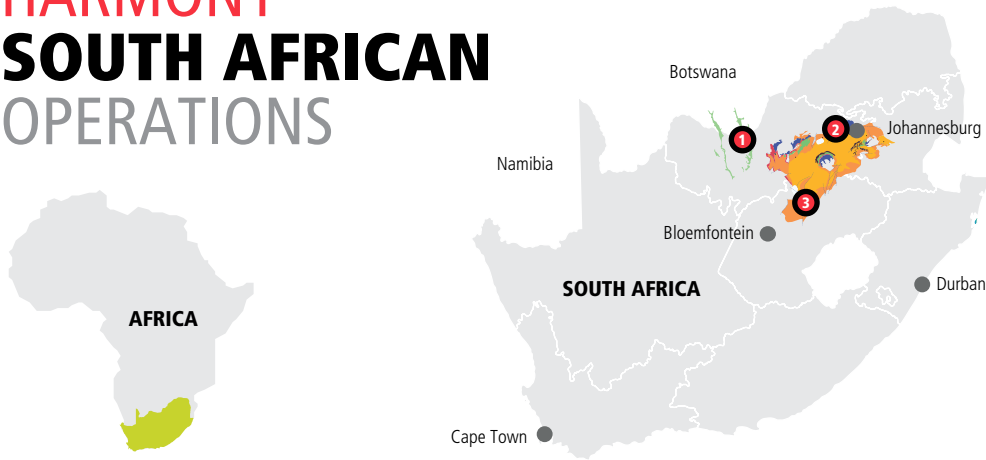 HARMONY
SOUTH AFRICAN
OPERATIONS
Botswana
Namibia
1
2
Johannesburg
3
Bloemfontein
SOUTH AFRICA
Durban
AFRICA
Cape Town